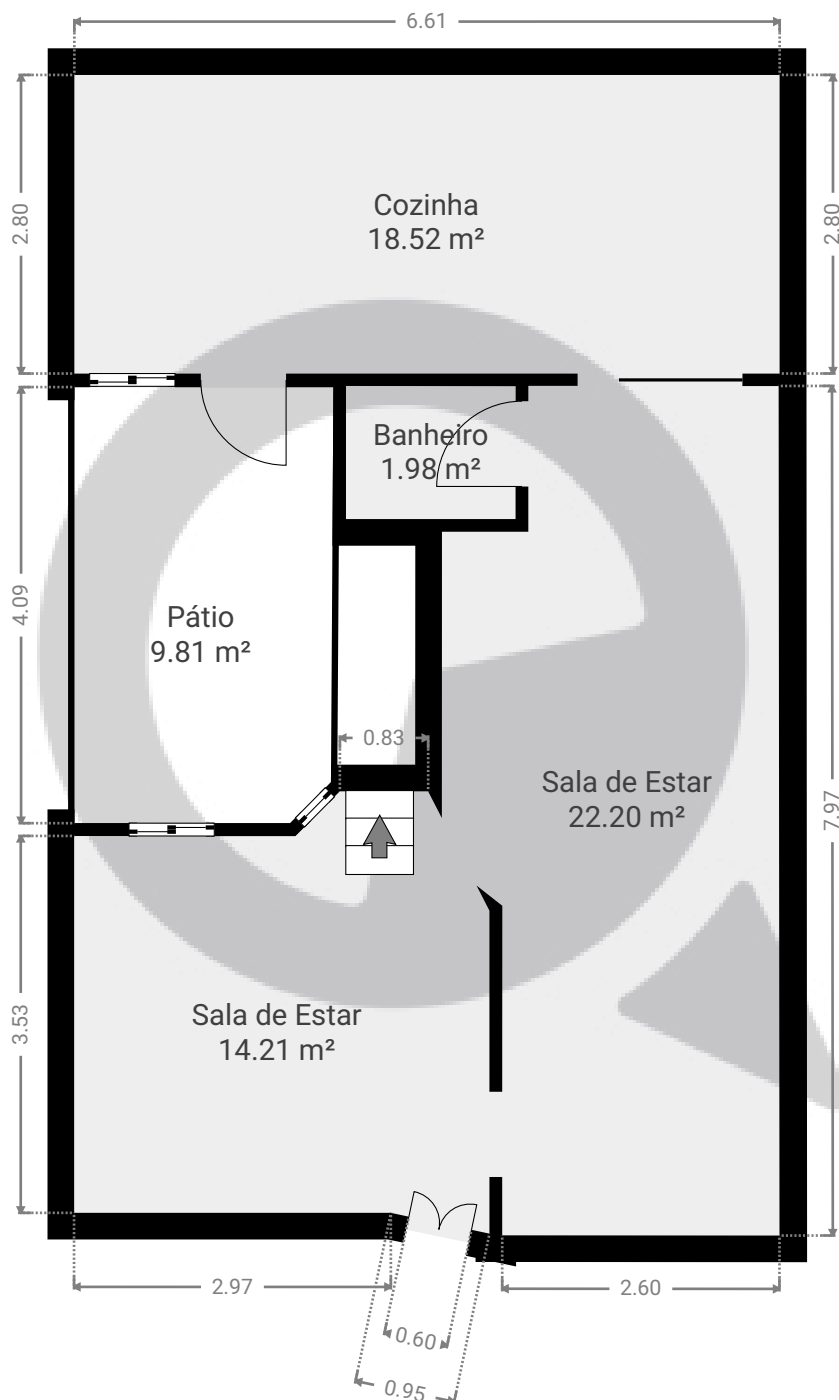 6.61
2.80
2.80
Cozinha
18.52 m²
Banheiro
1.98 m²
4.09
Pátio
9.81 m²
0.83
Sala de Estar
22.20 m²
7.97
Sala de Estar
14.21 m²
3.53
2.97
2.60
0.60
0.95